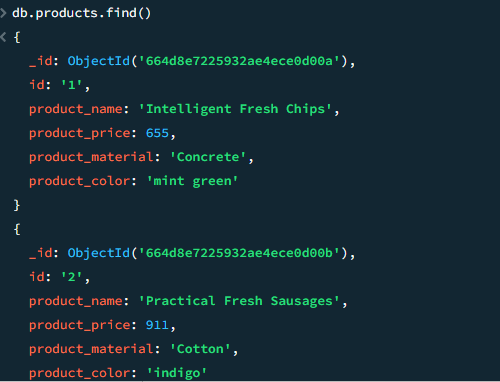 > db.products.find()
< {
_id: ObjectId('664d8e7225932ae4ece0d00a'),
id: '1',
product_name: 'Intelligent Fresh Chips',
product_price: 655,
product_material: 'Concrete',
product_color: 'mint green'
}
{
_id: ObjectId('664d8e7225932ae4ece0d00b'),
id: '2',
product_name: 'Practical Fresh Sausages',
product_price: 911,
product_material: 'Cotton',
product_color: 'indigo'